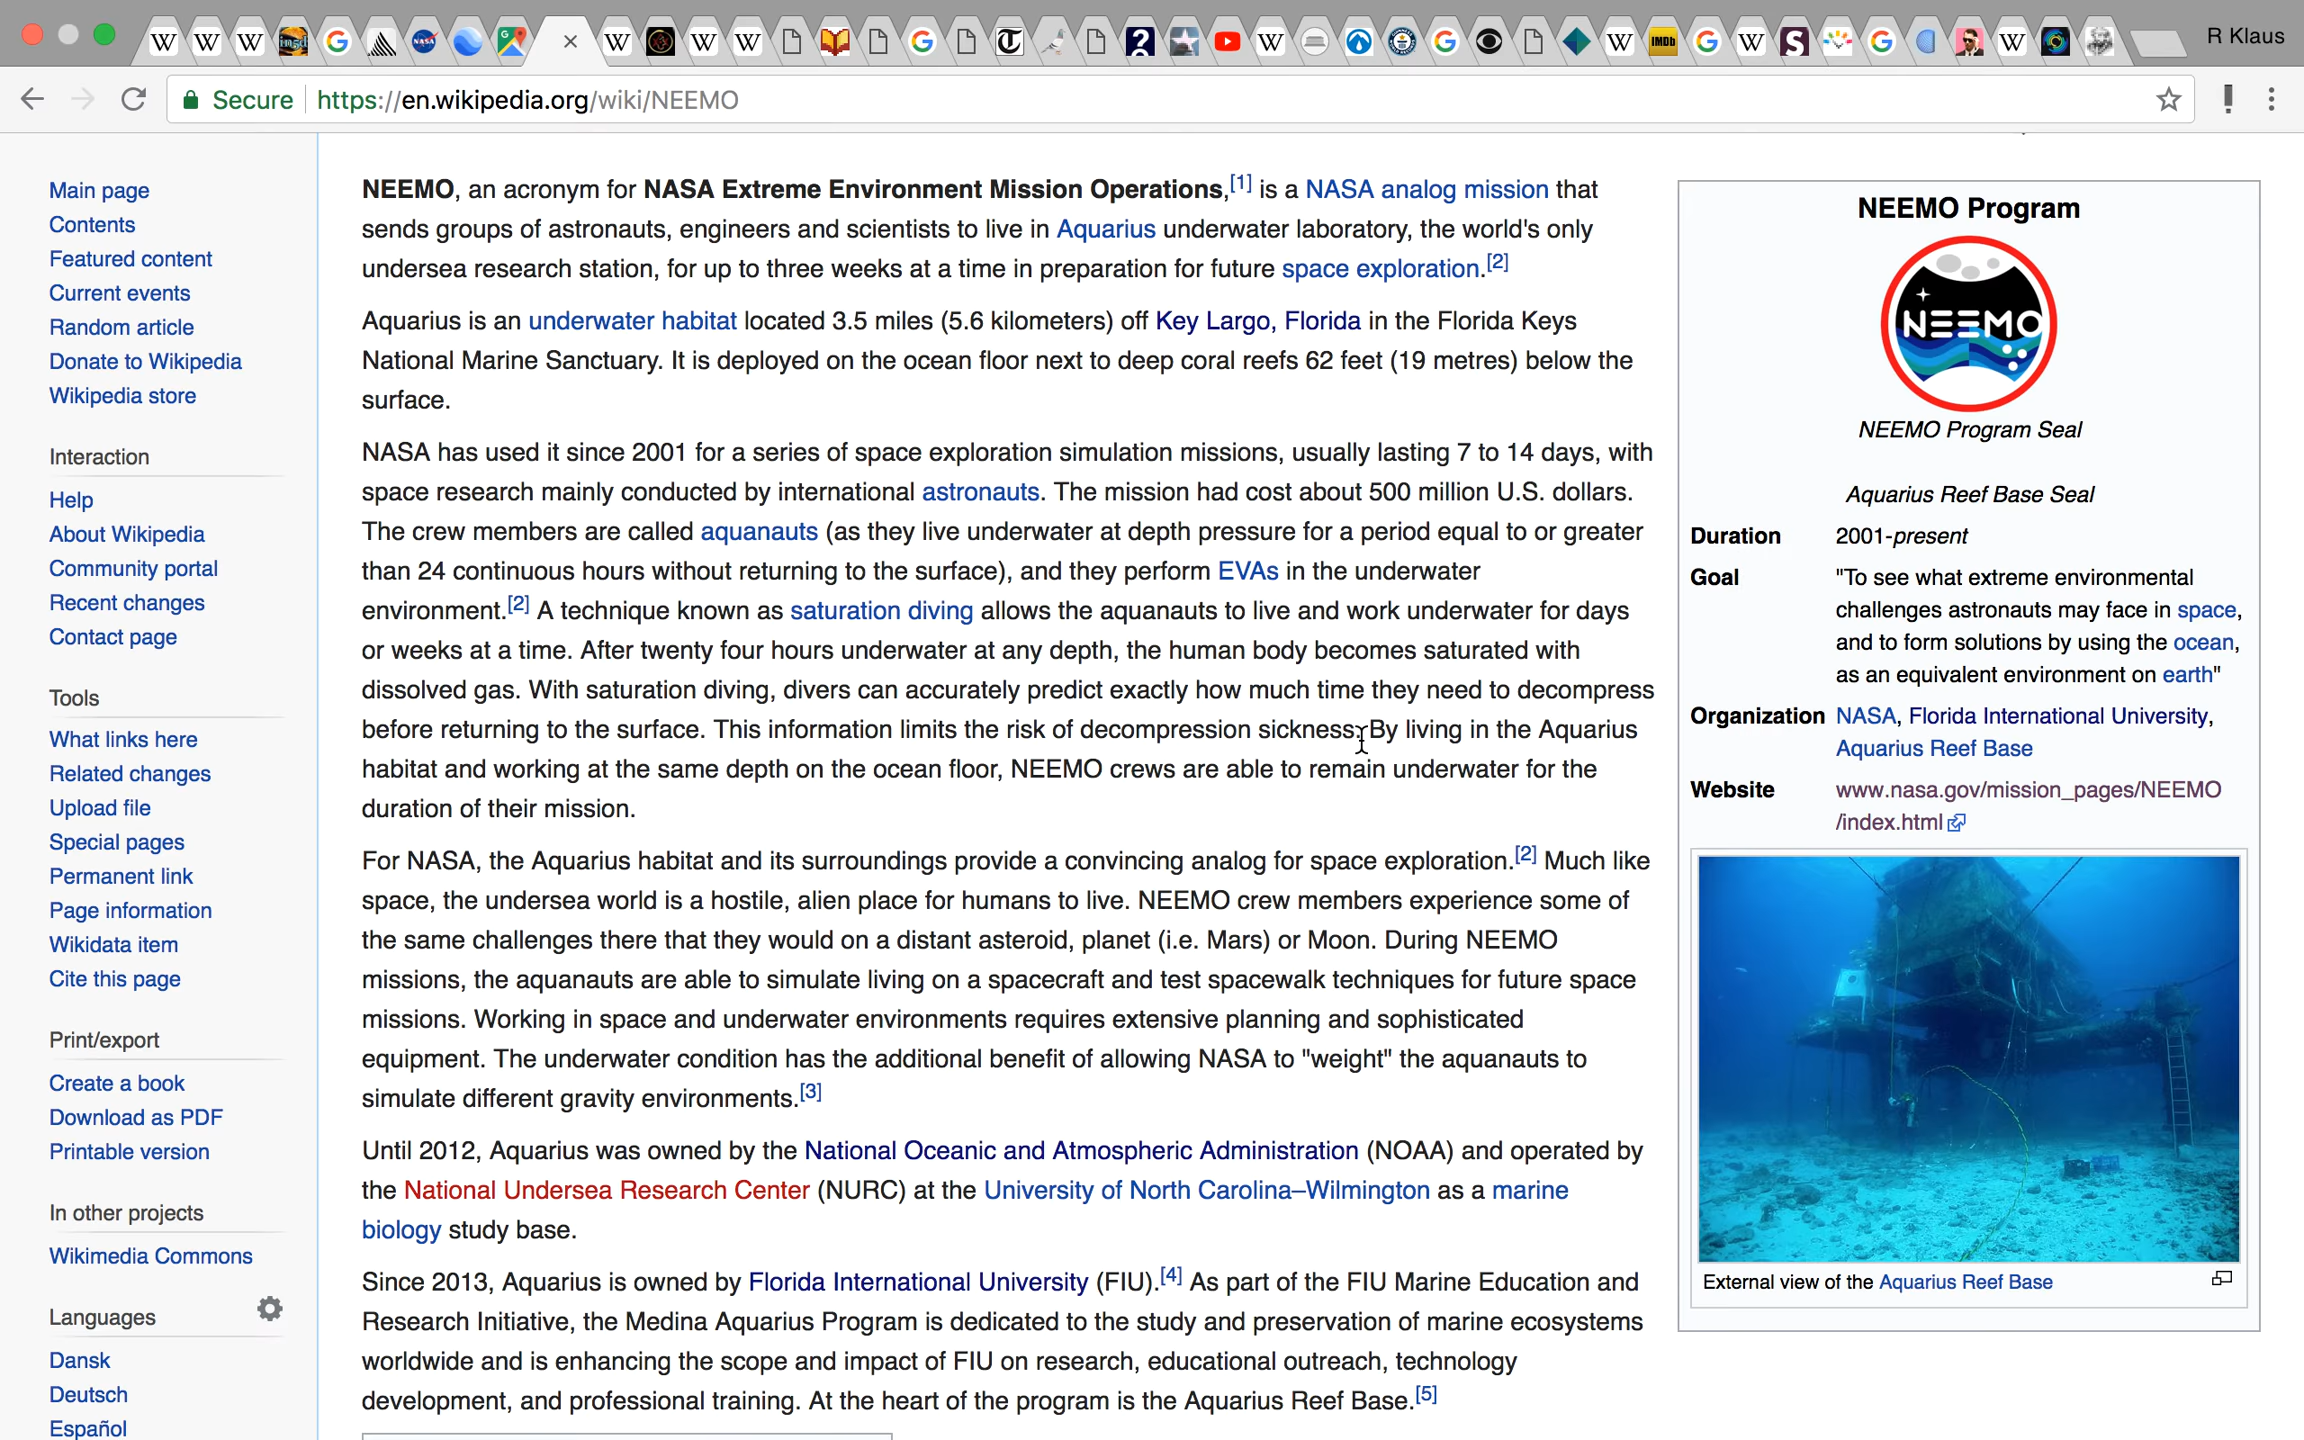 R Klaus
Secure https://en.wikipedia.org/wiki/NEEMO
Main page
Contents
Featured content
Current events
Random article
Donate to Wikipedia
Wikipedia store
Interaction
Help
About Wikipedia
Community portal
Recent changes
Contact page
Tools
What links here
Related changes
Upload file
Special pages
Permanent link
Page information
Wikidata item
Cite this page
Print/export
Create a book
Download as PDF
Printable version
In other projects
Wikimedia Commons
Languages
Dansk
Deutsch
Español
NEEMO, an acronym for NASA Extreme Environment Mission Operations,[1] is a NASA analog mission that
sends groups of astronauts, engineers and scientists to live in Aquarius underwater laboratory, the world's only
undersea research station, for up to three weeks at a time in preparation for future space exploration.[2]
Aquarius is an underwater habitat located 3.5 miles (5.6 kilometers) off Key Largo, Florida in the Florida Keys
National Marine Sanctuary. It is deployed on the ocean floor next to deep coral reefs 62 feet (19 metres) below the
surface.
NASA has used it since 2001 for a series of space exploration simulation missions, usually lasting 7 to 14 days, with
space research mainly conducted by international astronauts. The mission had cost about 500 million U.S. dollars.
The crew members are called aquanauts (as they live underwater at depth pressure for a period equal to or greater
than 24 continuous hours without returning to the surface), and they perform EVAs in the underwater
environment.[2] A technique known as saturation diving allows the aquanauts to live and work underwater for days
or weeks at a time. After twenty four hours underwater at any depth, the human body becomes saturated with
dissolved gas. With saturation diving, divers can accurately predict exactly how much time they need to decompress
before returning to the surface. This information limits the risk of decompression sickness. By living in the Aquarius
habitat and working at the same depth on the ocean floor, NEEMO crews are able to remain underwater for the
duration of their mission.
For NASA, the Aquarius habitat and its surroundings provide a convincing analog for space exploration.[2] Much like
space, the undersea world is a hostile, alien place for humans to live. NEEMO crew members experience some of
the same challenges there that they would on a distant asteroid, planet (i.e. Mars) or Moon. During NEEMO
missions, the aquanauts are able to simulate living on a spacecraft and test spacewalk techniques for future space
missions. Working in space and underwater environments requires extensive planning and sophisticated
equipment. The underwater condition has the additional benefit of allowing NASA to "weight" the aquanauts to
simulate different gravity environments.[3]
Until 2012, Aquarius was owned by the National Oceanic and Atmospheric Administration (NOAA) and operated by
the National Undersea Research Center (NURC) at the University of North Carolina–Wilmington as a marine
biology study base.
Since 2013, Aquarius is owned by Florida International University (FIU).[4] As part of the FIU Marine Education and
Research Initiative, the Medina Aquarius Program is dedicated to the study and preservation of marine ecosystems
worldwide and is enhancing the scope and impact of FIU on research, educational outreach, technology
development, and professional training. At the heart of the program is the Aquarius Reef Base.[5]
NEEMO Program
NEEMO
NEEMO Program Seal
Aquarius Reef Base Seal
Duration 2001-present
Goal "To see what extreme environmental
challenges astronauts may face in space,
and to form solutions by using the ocean,
as an equivalent environment on earth"
Organization NASA, Florida International University,
Aquarius Reef Base
Website www.nasa.gov/mission_pages/NEEMO
/index.html
External view of the Aquarius Reef Base